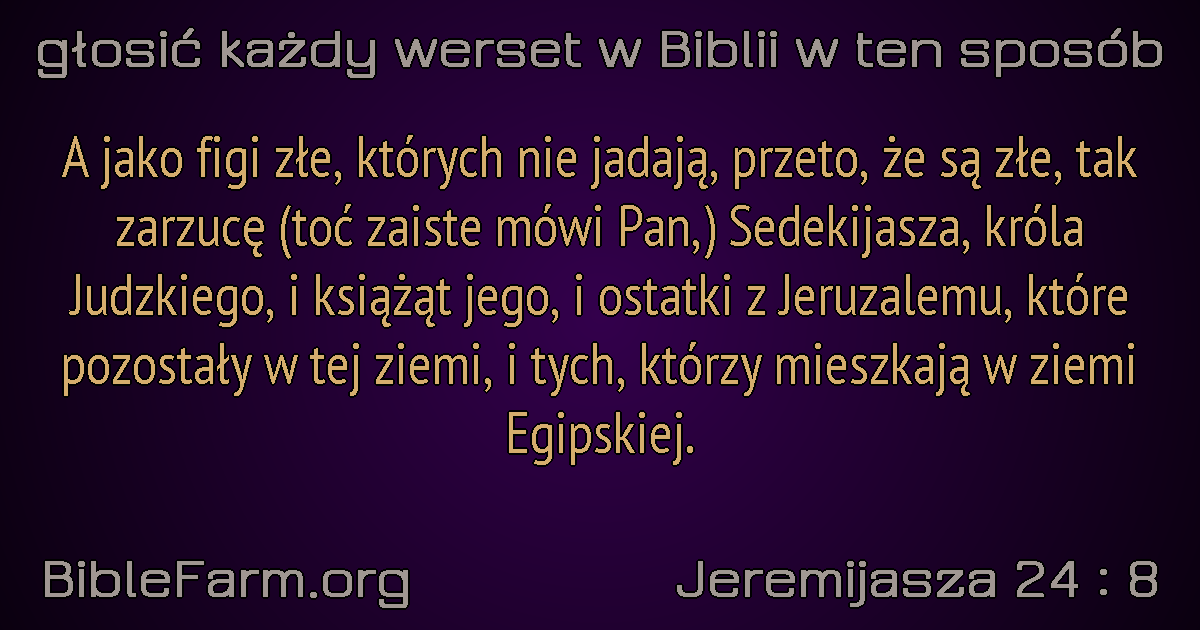 głosić każdy werset w Biblii w ten sposób
A jako figi złe, których nie jadają, przeto, że są złe, tak
zarzucę (toć zaiste mówi Pan,) Sedekijasza, króla
Judzkiego, i książąt jego, i ostatki z Jeruzalemu, które
pozostały w tej ziemi, i tych, którzy mieszkają w ziemi
Egipskiej.
BibleFarm.org
Jeremijasza 24 : 8